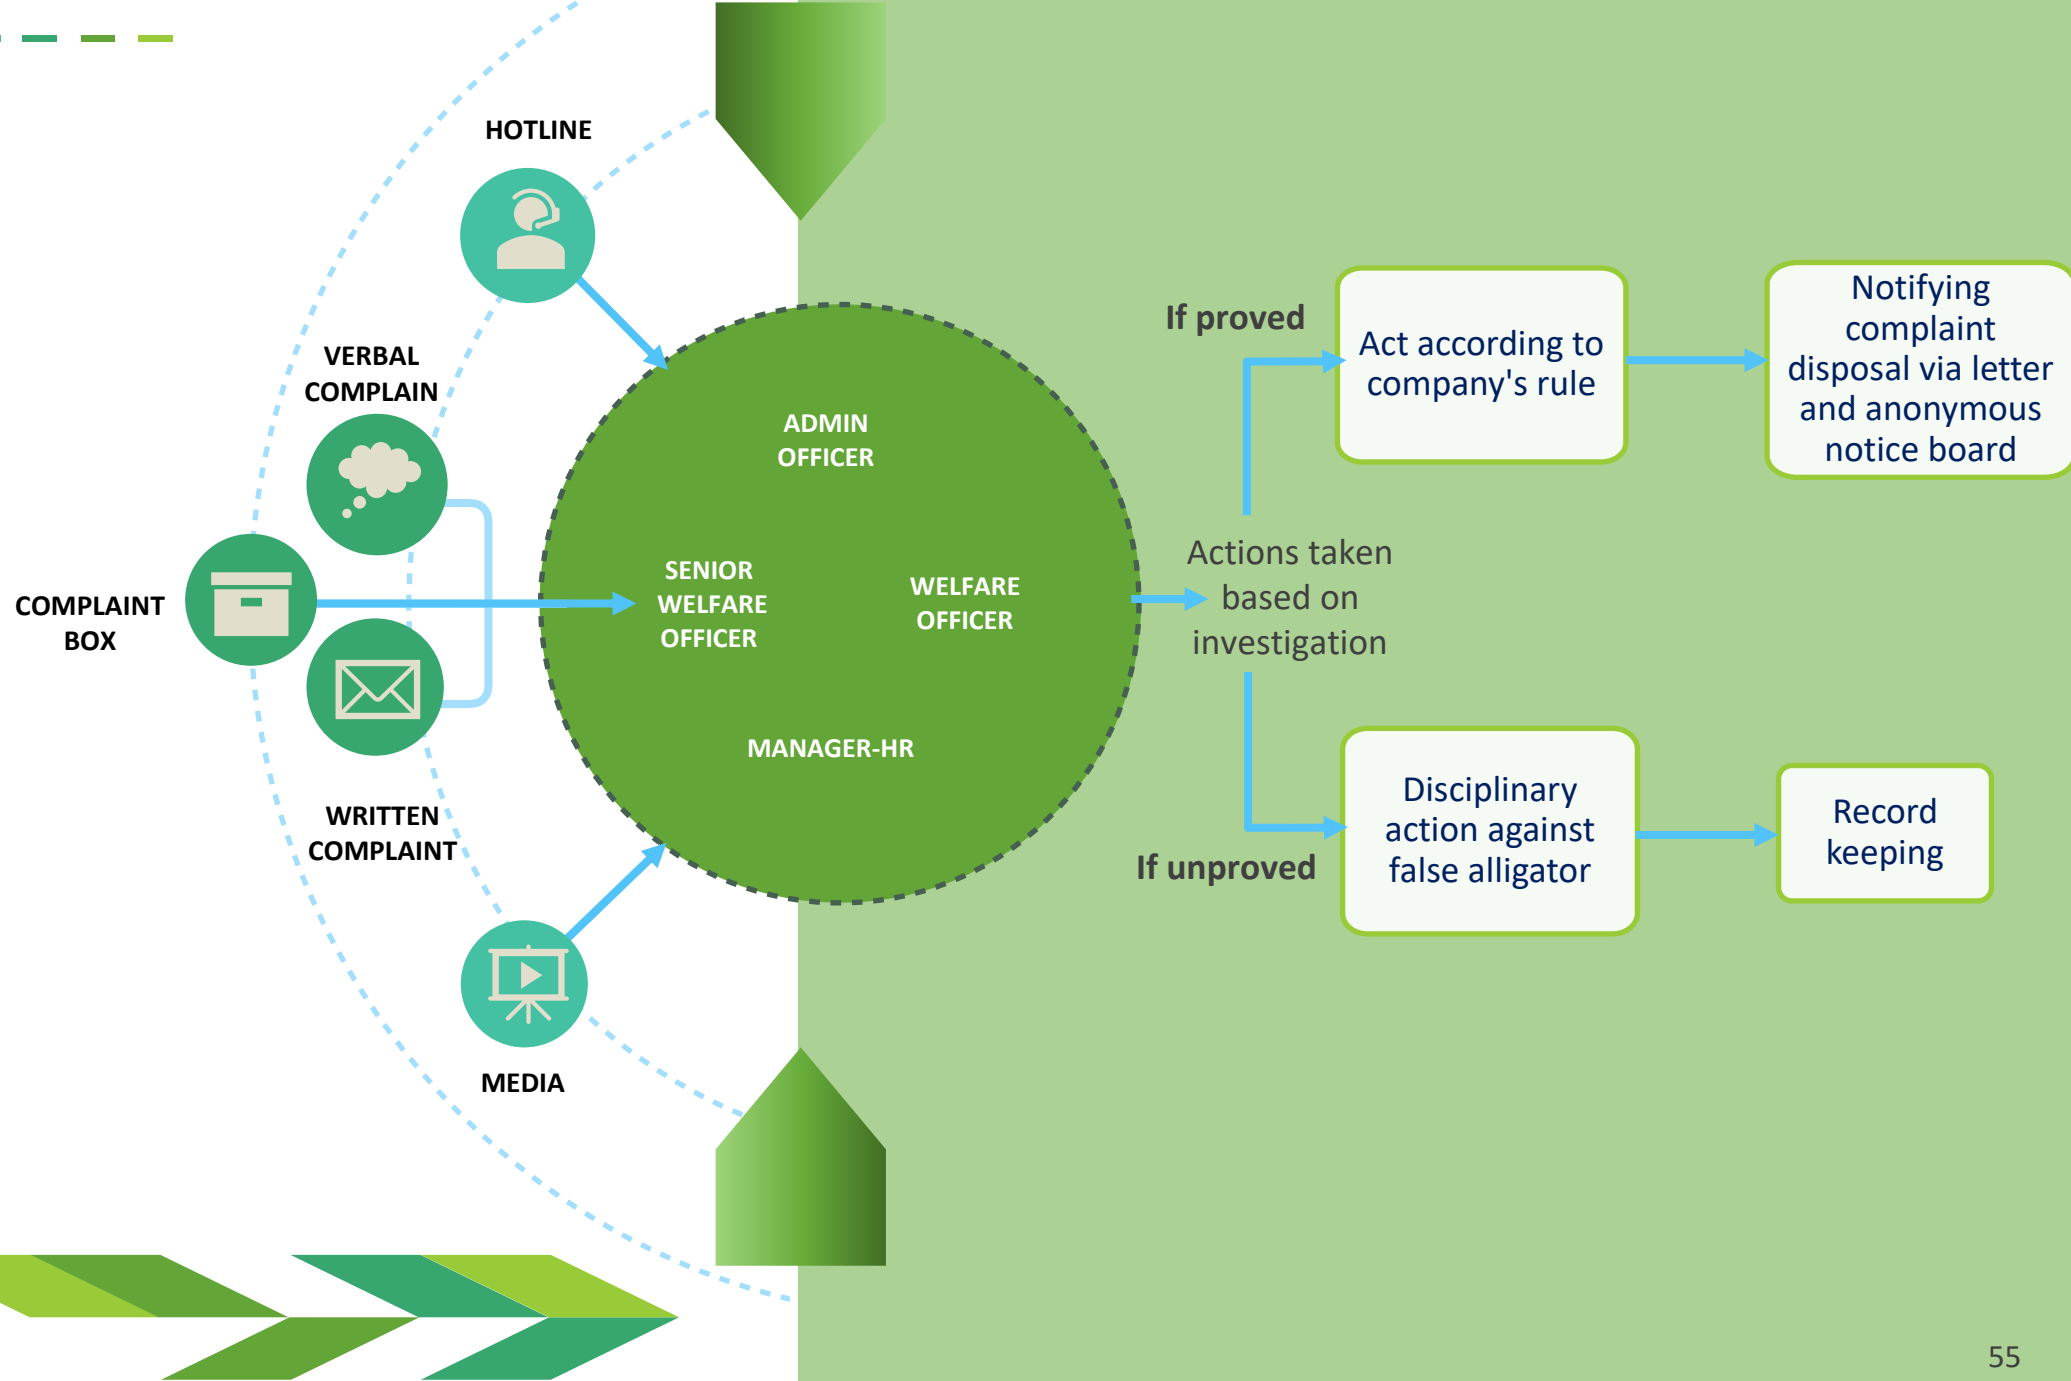 HOTLINE
VERBAL
COMPLAIN
COMPLAINT
BOX
WRITTEN
COMPLAINT
MEDIA
ADMIN
OFFICER
SENIOR
WELFARE
OFFICER
WELFARE
OFFICER
MANAGER-HR
Actions taken
based on
investigation
If proved
Act according to
company's rule
Notifying
complaint
disposal via letter
and anonymous
notice board
If unproved
Disciplinary
action against
false alligator
Record
keeping
55